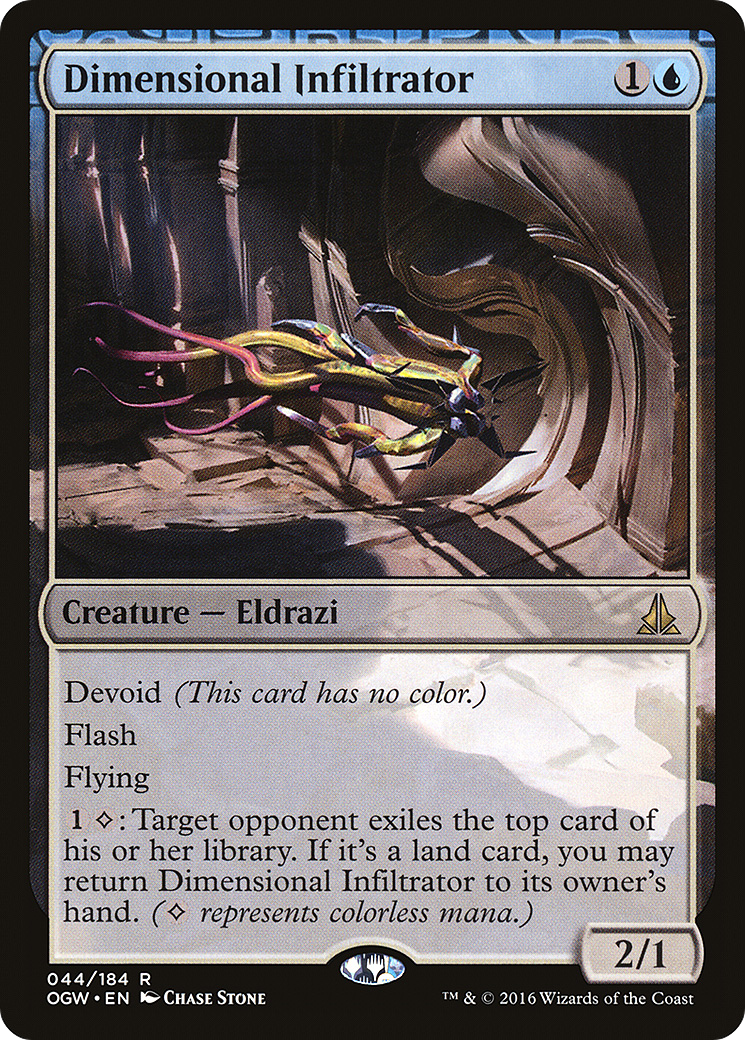 Dimensional Infiltrator 1
Creature — Eldrazi
Devoid (This card has no color.)
Flash
Flying
1 ◇: Target opponent exiles the top card of
his or her library. If it's a land card, you may
return Dimensional Infiltrator to its owner's
hand. (◇ represents colorless mana.)
2/1
044/184 R
OGW • EN Chase Stone
™ & © 2016 Wizards of the Coast